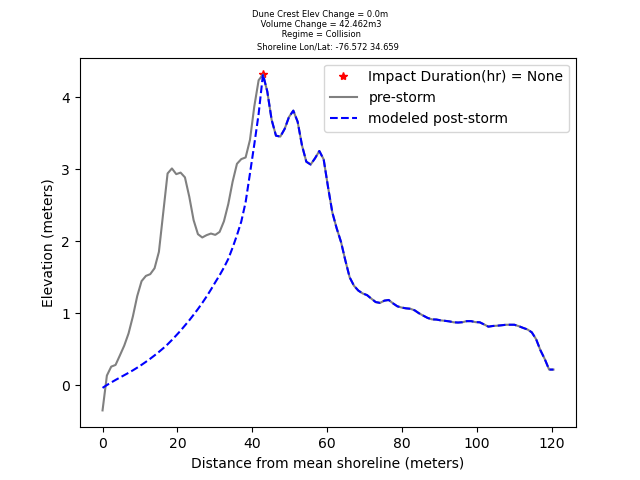 Dune Crest Elev Change = 0.0m
Volume Change = 42.462m3
Regime = Collision
Shoreline Lon/Lat: -76.572 34.659
Impact Duration(hr) = None
pre-storm
modeled post-storm
Elevation (meters)
4
3
2
1
0
0 20 40 60 80 100 120
Distance from mean shoreline (meters)